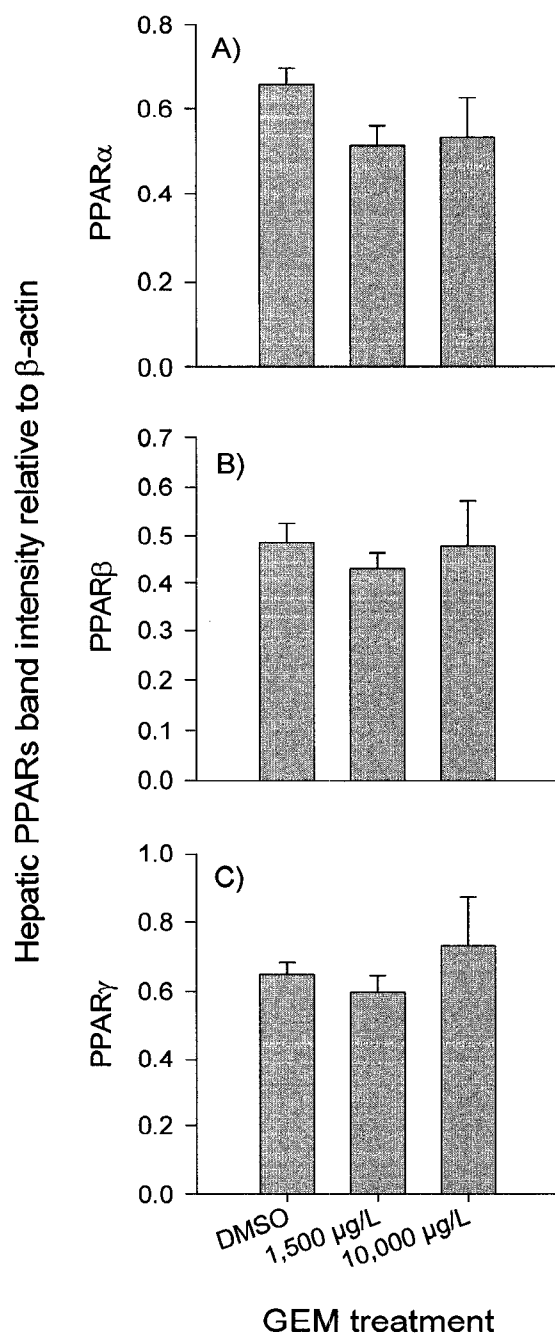 Hepatic PPARs band intensity relative to β-actin
A)
PPARα
0.8
0.6
0.4
0.2
0.0
B)
PPARβ
0.7
0.6
0.5
0.4
0.3
0.2
0.1
0.0
C)
PPARγ
1.0
0.8
0.6
0.4
0.2
0.0
DMSO
1,500 µg/L
10,000 µg/L
GEM treatment